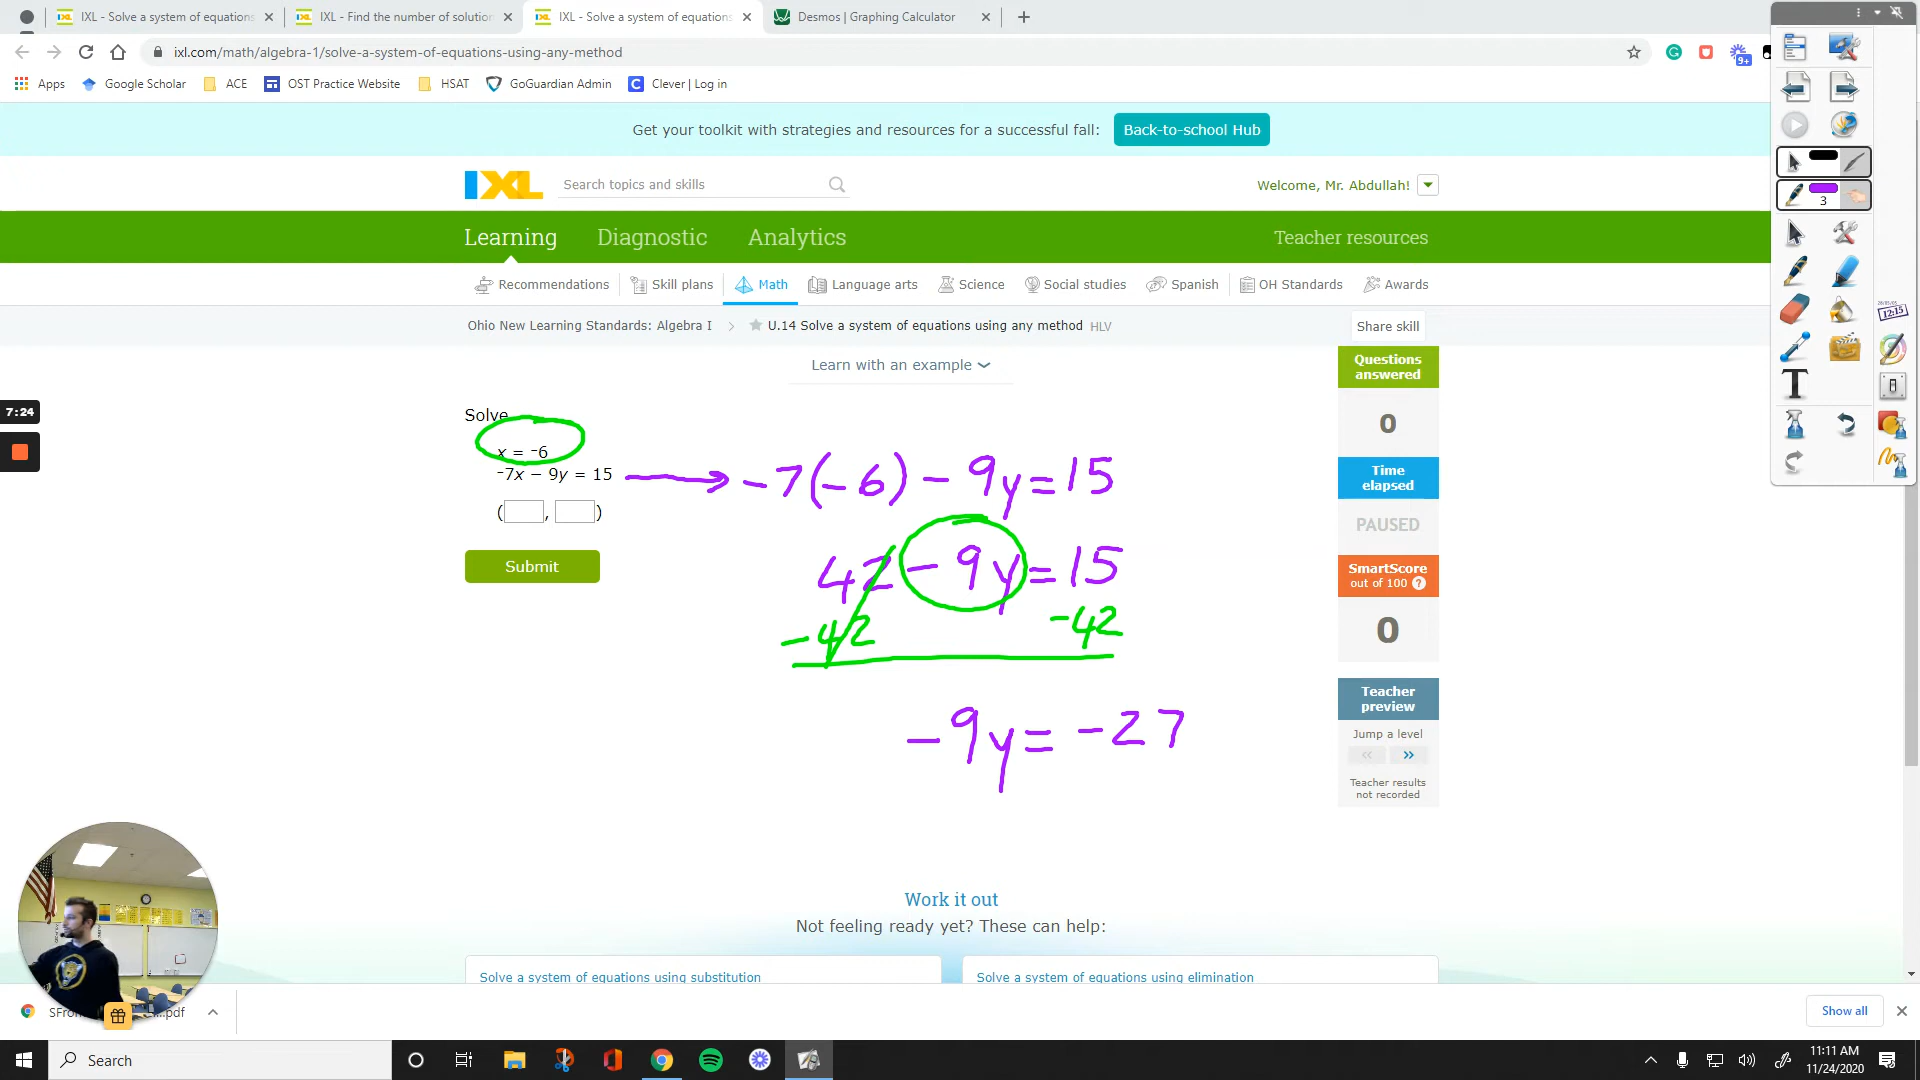 IXL - Solve a system of equations
IXL - Find the number of solution
IXL - Solve a system of equations
Desmos | Graphing Calculator
ixl.com/math/algebra-1/solve-a-system-of-equations-using-any-method
9+
Apps
Google Scholar
ACE
OST Practice Website
HSAT
GoGuardian Admin
Clever | Log in
Get your toolkit with strategies and resources for a successful fall:
Back-to-school Hub
IXL
Search topics and skills
Welcome, Mr. Abdullah!
3
Learning
Diagnostic
Analytics
Teacher resources
Recommendations
Skill plans
Math
Language arts
Science
Social studies
Spanish
OH Standards
Awards
Ohio New Learning Standards: Algebra I
U.14 Solve a system of equations using any method HLV
Share skill
Learn with an example
Questions
answered
0
Time
elapsed
PAUSED
SmartScore
out of 100 ?
0
Teacher
preview
Jump a level
Teacher results
not recorded
7:24
Solve.
x = -6
-7x − 9y = 15
( , )
Submit
-7(-6) - 9y = 15
42 - 9y = 15
-42 -42
-9y = -27
12:15
T
Work it out
Not feeling ready yet? These can help:
Solve a system of equations using substitution
Solve a system of equations using elimination
Show all
Search
11:11 AM
11/24/2020